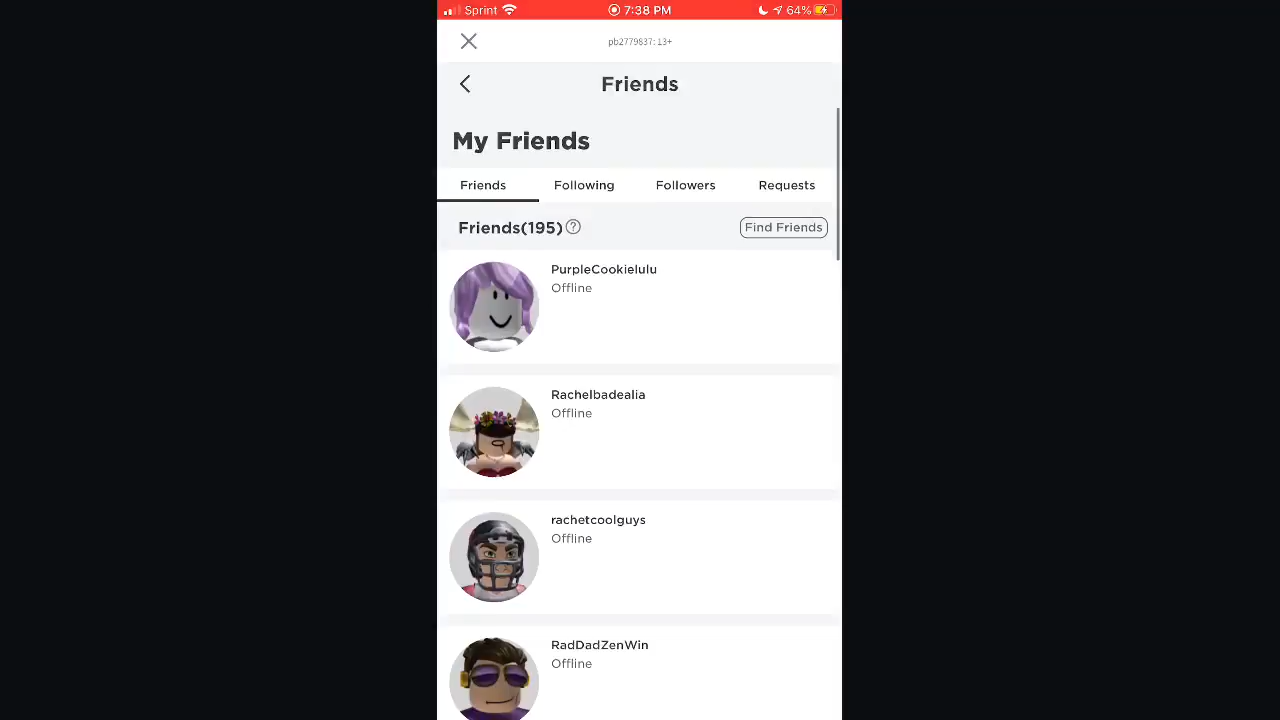 Sprint 7:38 PM 64%
pb2779837: 13+
Friends
My Friends
Friends Following Followers Requests
Friends(195) ? Find Friends
PurpleCookielulu
Offline
Rachelbadealia
Offline
rachetcoolguys
Offline
RadDadZenWin
Offline